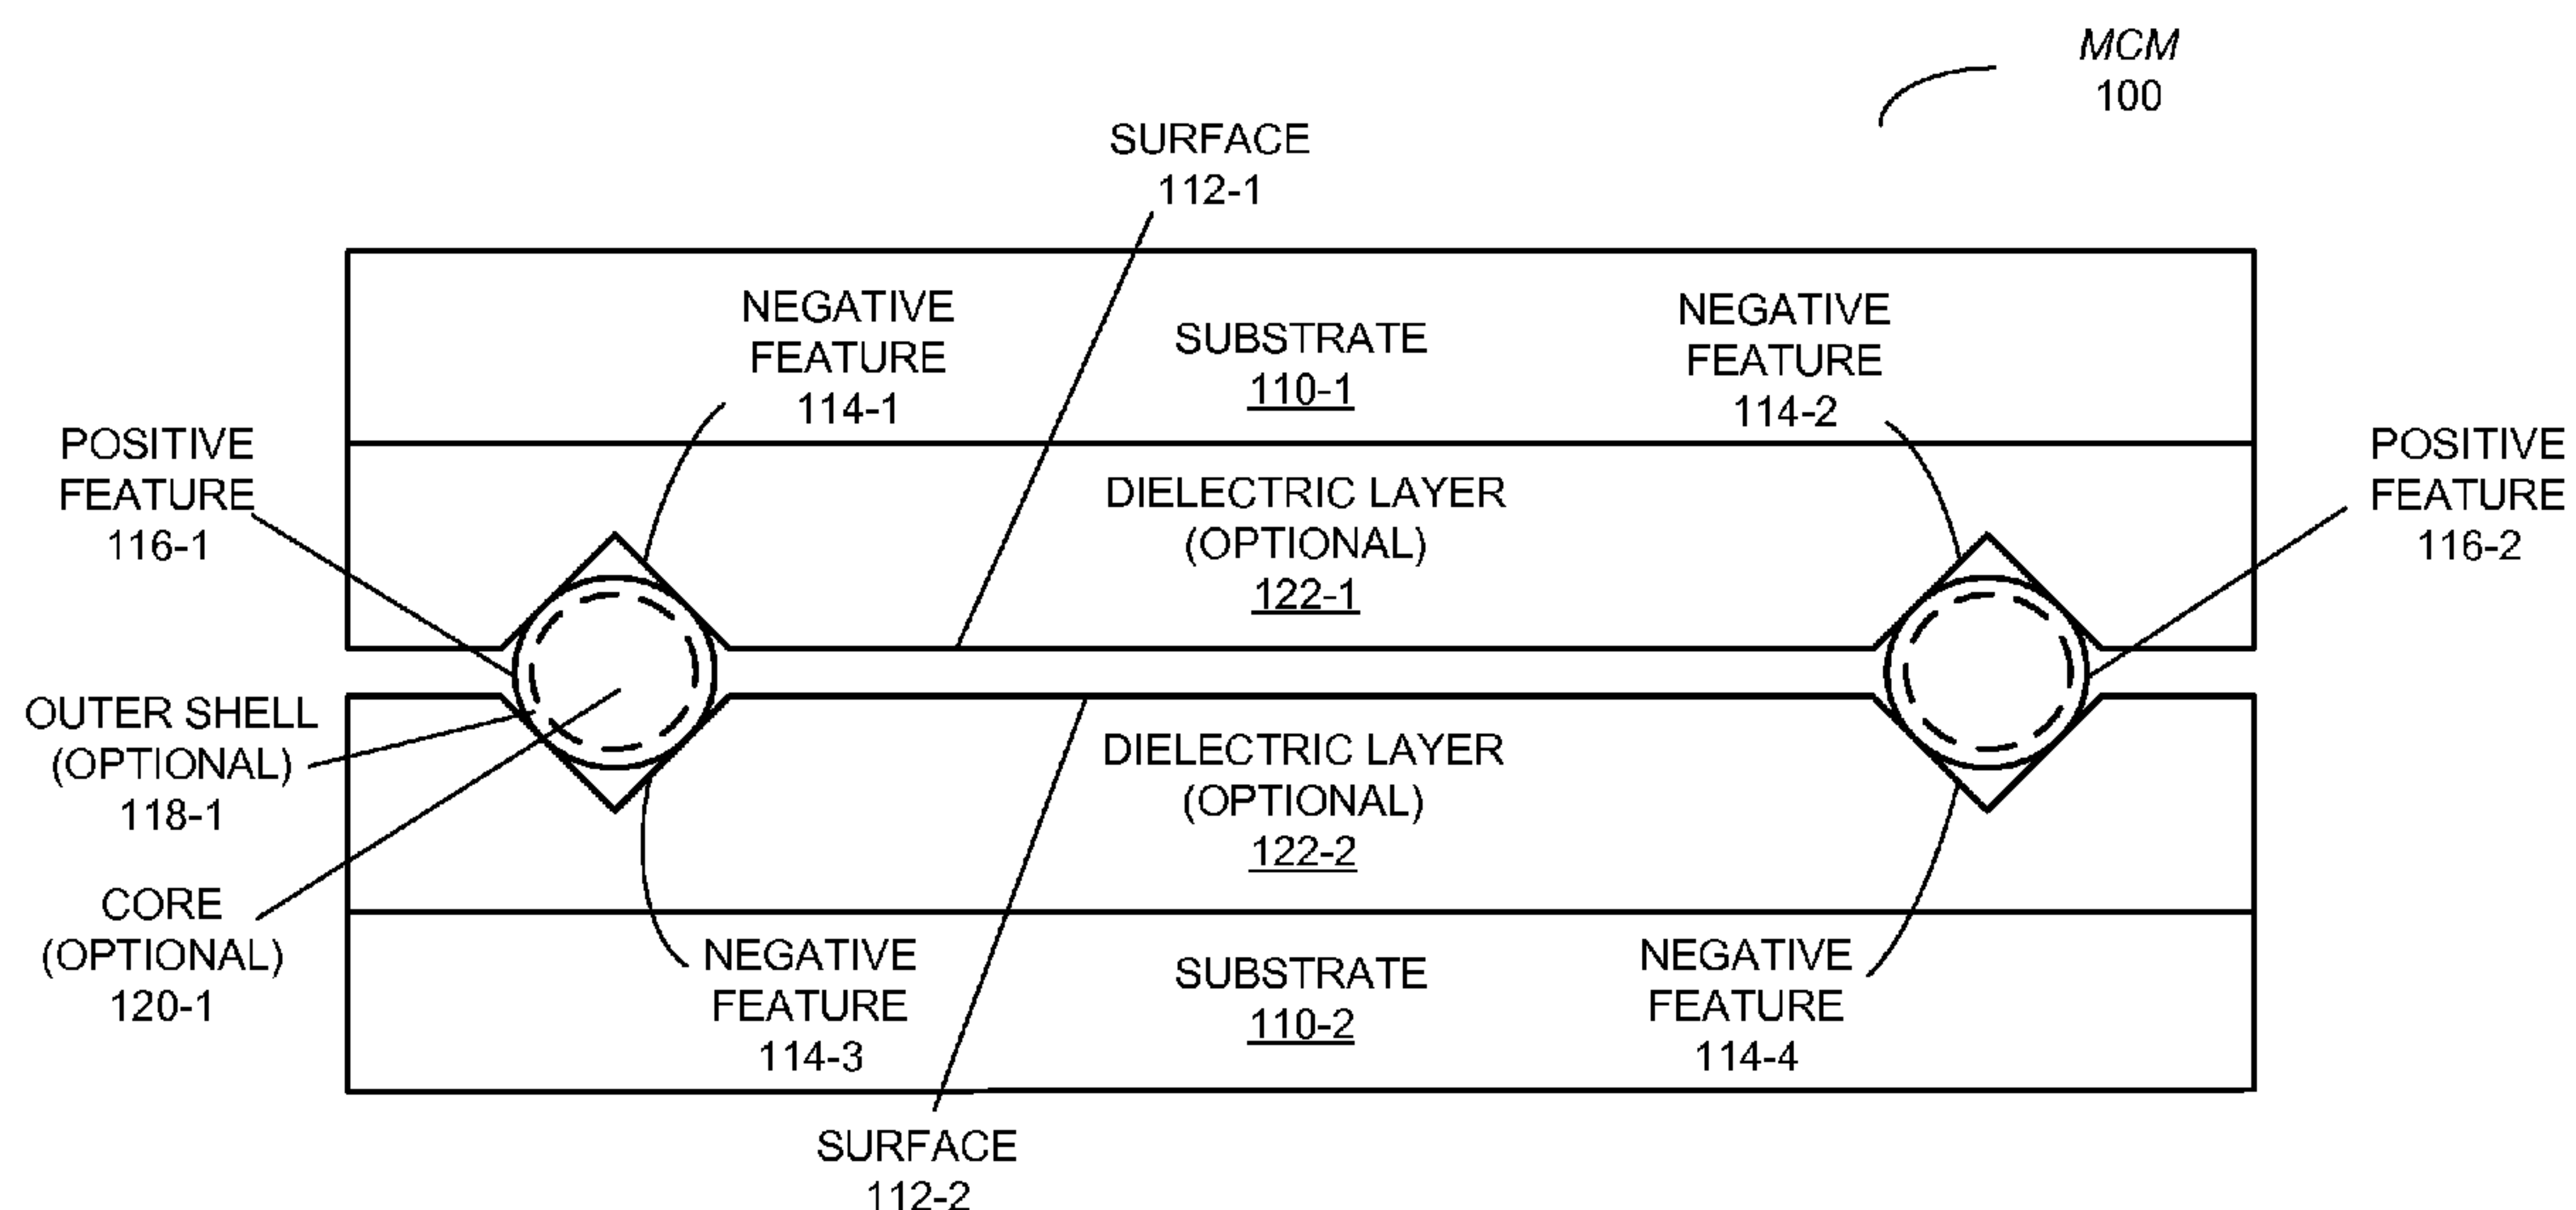 MCM
100
SURFACE
112-1
NEGATIVE
FEATURE
114-1
SUBSTRATE
110-1
NEGATIVE
FEATURE
114-2
POSITIVE
FEATURE
116-1
DIELECTRIC LAYER
(OPTIONAL)
122-1
POSITIVE
FEATURE
116-2
OUTER SHELL
(OPTIONAL)
118-1
DIELECTRIC LAYER
(OPTIONAL)
122-2
CORE
(OPTIONAL)
120-1
NEGATIVE
FEATURE
114-3
SUBSTRATE
110-2
NEGATIVE
FEATURE
114-4
SURFACE
112-2